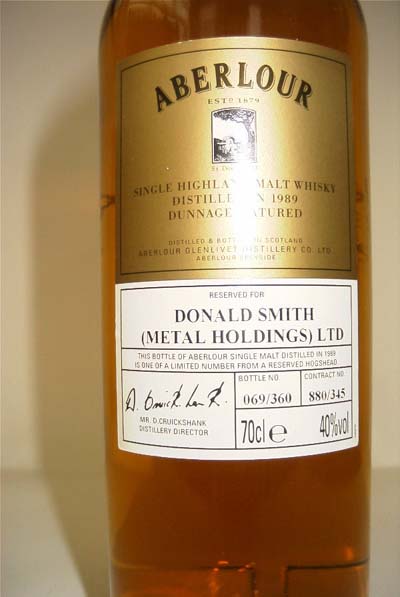 ABERLOUR
ESTD 1879
SINGLE HIGHLAND MALT WHISKY
DISTILLED IN 1989
DUNNAGE MATURED
DISTILLED & BOTTLED IN SCOTLAND
ABERLOUR GLENLIVET DISTILLERY CO. LTD
ABERLOUR SPEYSIDE
RESERVED FOR
DONALD SMITH
(METAL HOLDINGS) LTD
THIS BOTTLE OF ABERLOUR SINGLE MALT DISTILLED IN 1989
IS ONE OF A LIMITED NUMBER FROM A RESERVED HOGSHEAD
BOTTLE NO. CONTRACT NO.
069/360 880/345
MR. D.CRUICKSHANK
DISTILLERY DIRECTOR
70cl e 40%vol